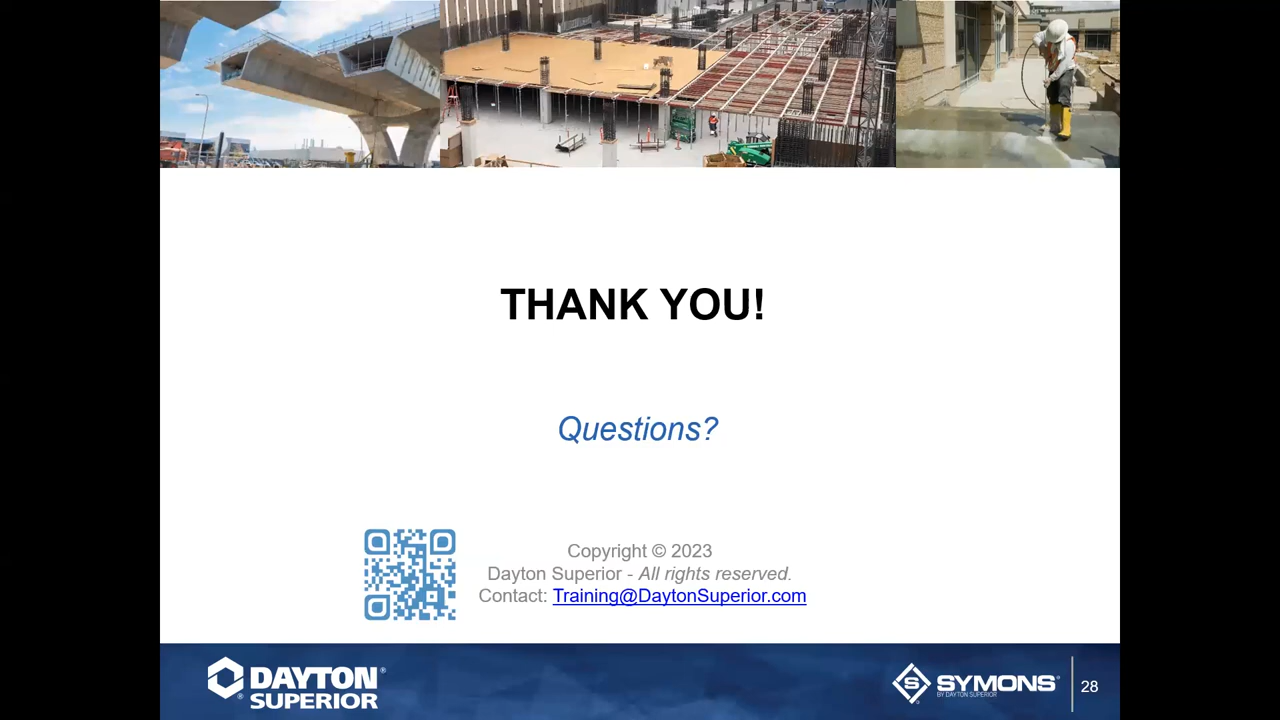 THANK YOU!
Questions?
Copyright © 2023
Dayton Superior - All rights reserved.
Contact: Training@DaytonSuperior.com
DAYTON®
SUPERIOR
SYMONS®
BY DAYTON SUPERIOR
28